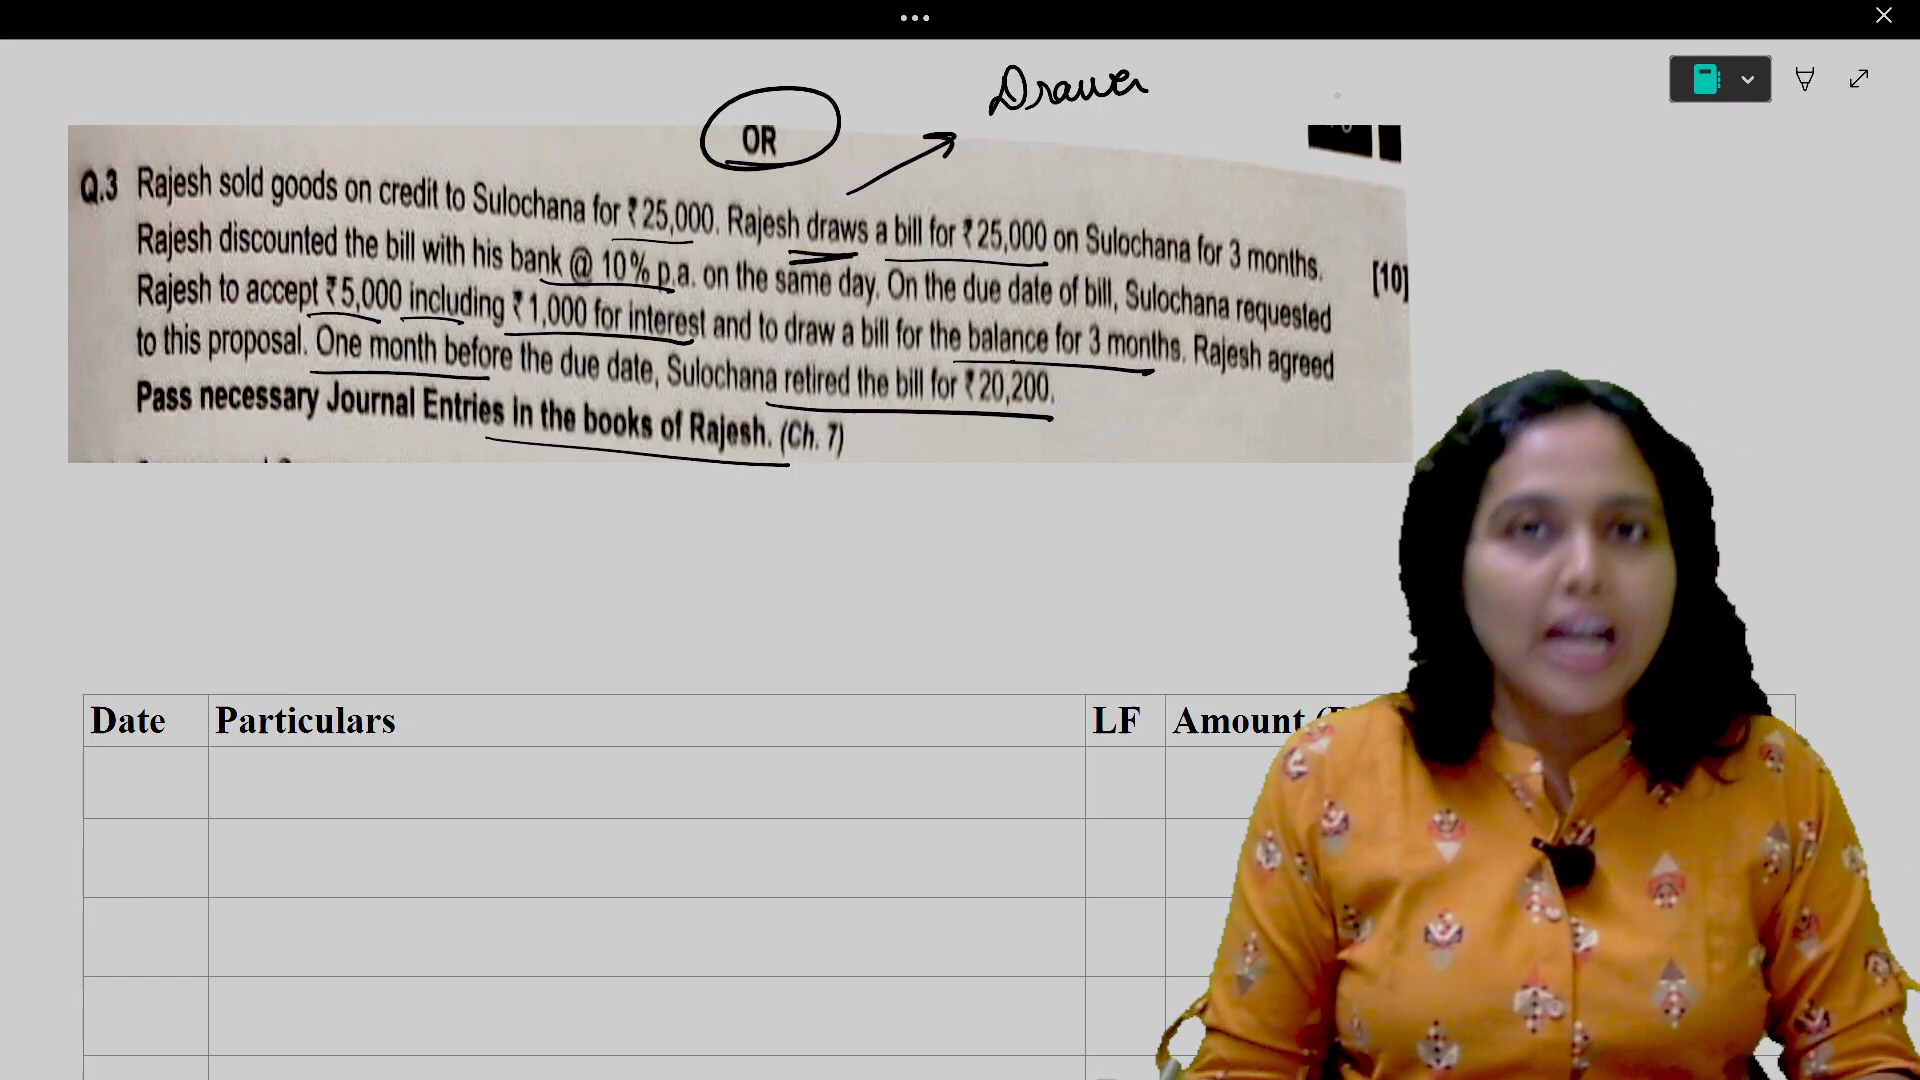 Drawer
OR
Q.3 Rajesh sold goods on credit to Sulochana for ₹ 25,000. Rajesh draws a bill for ₹ 25,000 on Sulochana for 3 months.
Rajesh discounted the bill with his bank @ 10% p.a. on the same day. On the due date of bill, Sulochana requested [10]
Rajesh to accept ₹ 5,000 including ₹ 1,000 for interest and to draw a bill for the balance for 3 months. Rajesh agreed
to this proposal. One month before the due date, Sulochana retired the bill for ₹ 20,200.
Pass necessary Journal Entries in the books of Rajesh. (Ch. 7)
Date Particulars LF Amount